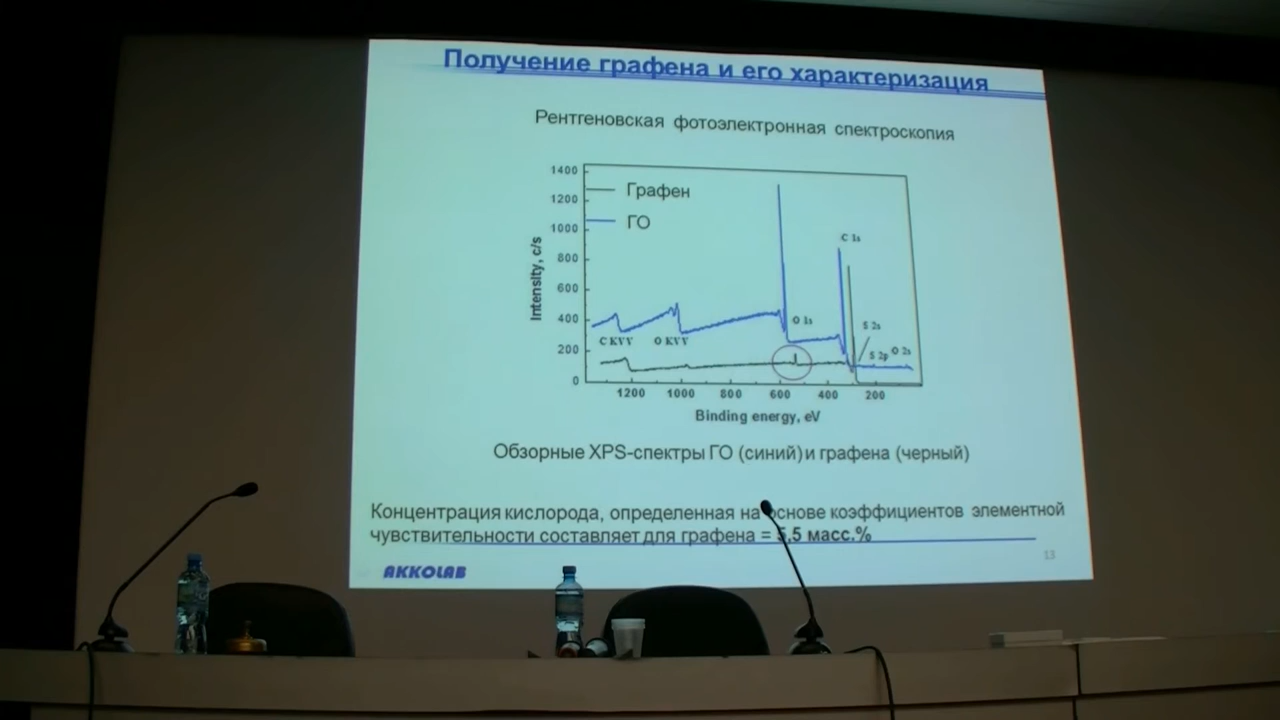 Получение графена и его характеризация
Рентгеновская фотоэлектронная спектроскопия
1400
1200
1000
800
600
400
200
0
Intensity, c/s
Графен
ГО
C 1s
O 1s
S 2s
S 2p
O 2s
C KVV
O KVV
1200 1000 800 600 400 200
Binding energy, eV
Обзорные XPS-спектры ГО (синий) и графена (черный)
Концентрация кислорода, определенная на основе коэффициентов элементной
чувствительности составляет для графена = 5,5 масс.%
AKKOLAB
13